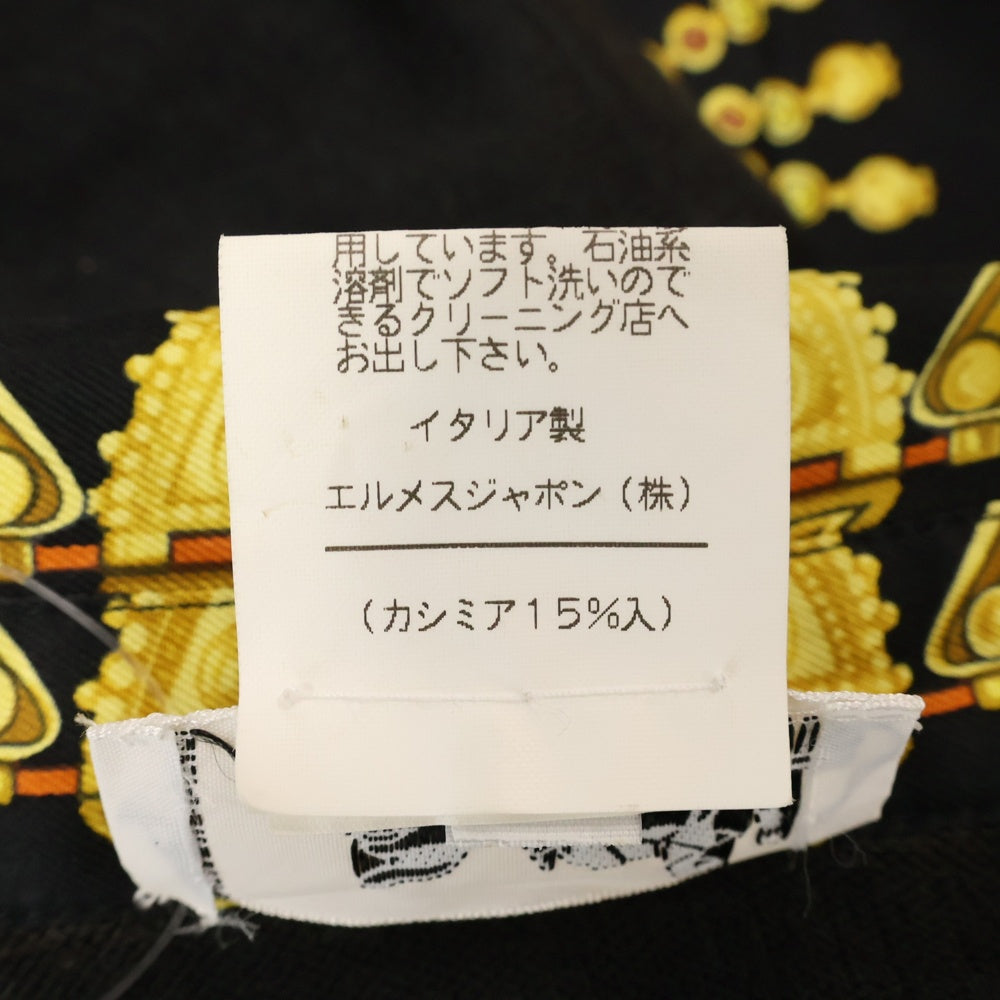 用しています。石油系
溶剤でソフト洗いので
きるクリーニング店へ
お出し下さい。
イタリア製
エルメスジャポン（株）
（カシミア１５％入）